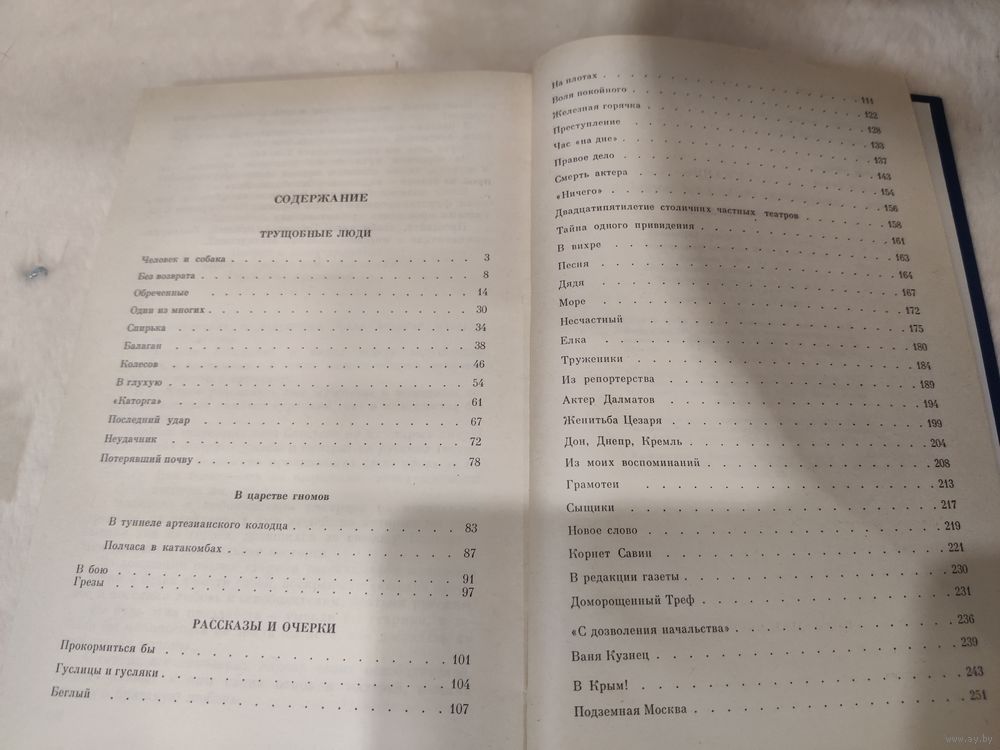 СОДЕРЖАНИЕ
ТРУЩОБНЫЕ ЛЮДИ
Человек и собака . . . 3
Без возврата . . . 8
Обреченные . . . 14
Один из многих . . . 30
Спирька . . . 34
Балаган . . . 38
Колесов . . . 46
В глухую . . . 54
«Каторга» . . . 61
Последний удар . . . 67
Неудачник . . . 72
Потерявший почву . . . 78
В царстве гномов
В туннеле артезианского колодца . . . 83
Полчаса в катакомбах . . . 87
В бою . . . 91
Грезы . . . 97
РАССКАЗЫ И ОЧЕРКИ
Прокормиться бы . . . 101
Гуслицы и гусляки . . . 104
Беглый . . . 107
На плотах . . . 111
Воля покойного . . . 122
Железная горячка . . . 128
Преступление . . . 133
Час «на дне» . . . 137
Правое дело . . . 143
Смерть актера . . . 154
«Ничего» . . . 156
Двадцатипятилетие столичных частных театров . . . 158
Тайна одного привидения . . . 161
В вихре . . . 163
Песня . . . 164
Дядя . . . 167
Море . . . 172
Несчастный . . . 175
Елка . . . 180
Труженики . . . 184
Из репортерства . . . 189
Актер Далматов . . . 194
Женитьба Цезаря . . . 199
Дон, Днепр, Кремль . . . 204
Из моих воспоминаний . . . 208
Грамотеи . . . 213
Сыщики . . . 217
Новое слово . . . 219
Корнет Савин . . . 221
В редакции газеты . . . 230
Доморощенный Треф . . . 231
«С дозволения начальства» . . . 236
Ваня Кузнец . . . 239
В Крым! . . . 243
Подземная Москва . . . 251
www.ay.by